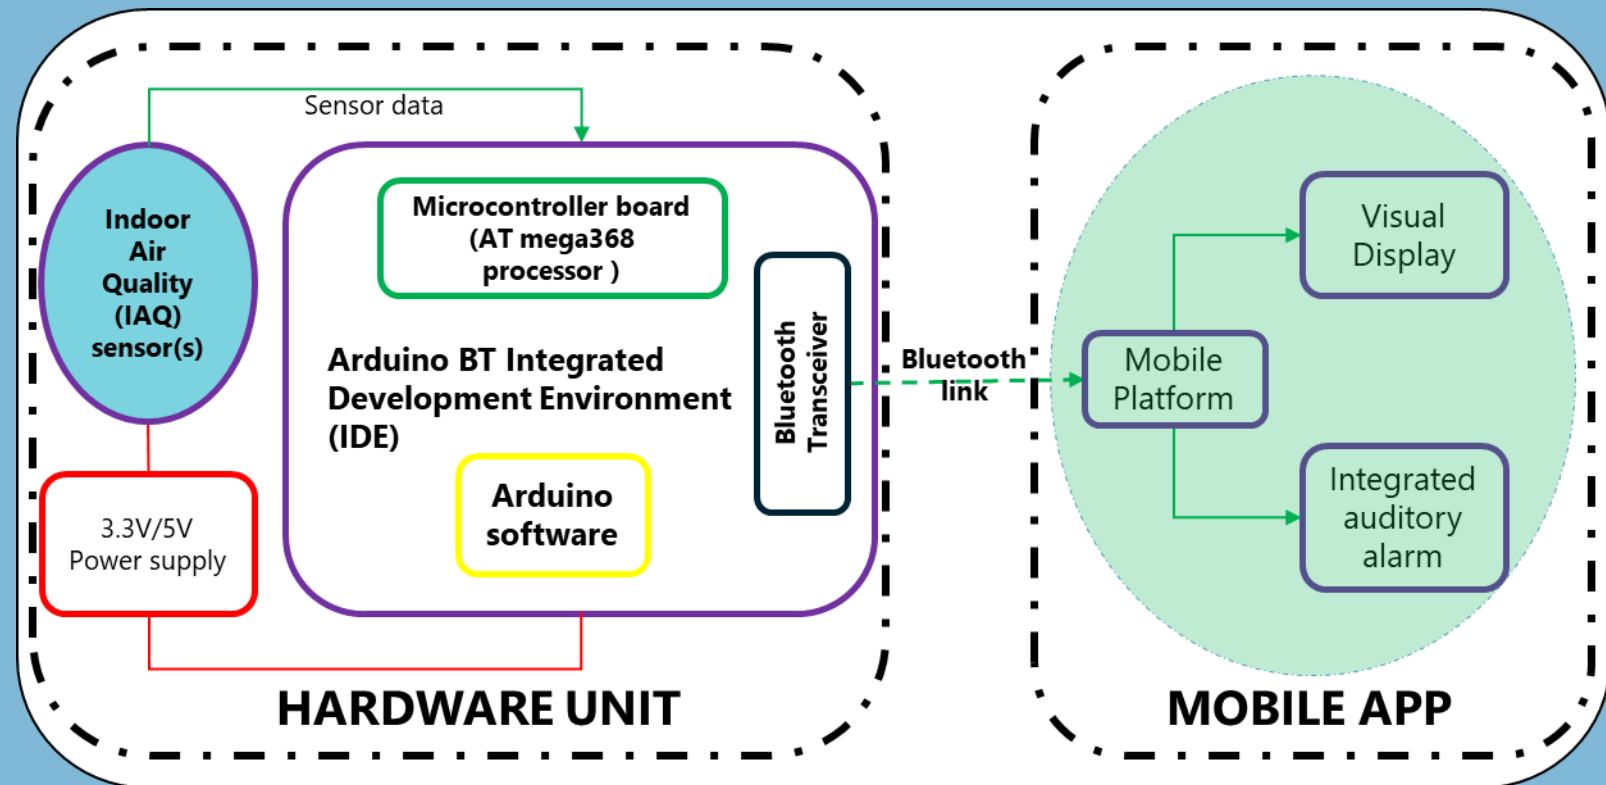 Sensor data
Indoor
Air
Quality
(IAQ)
sensor(s)
3.3V/5V
Power supply
Microcontroller board
(AT mega368
processor )
Arduino BT Integrated
Development Environment
(IDE)
Arduino
software
Bluetooth
Transceiver
HARDWARE UNIT
Bluetooth
link
Mobile
Platform
Visual
Display
Integrated
auditory
alarm
MOBILE APP